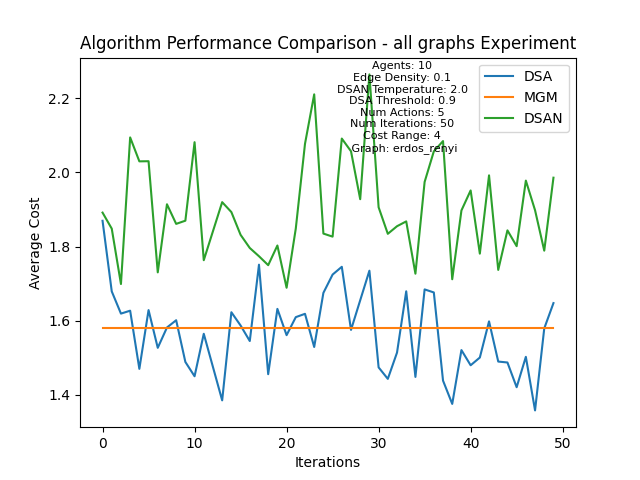 Algorithm Performance Comparison - all graphs Experiment
Agents: 10
Edge Density: 0.1
DSAN Temperature: 2.0
DSA Threshold: 0.9
Num Actions: 5
Num Iterations: 50
Cost Range: 4
Graph: erdos_renyi
DSA
MGM
DSAN
2.2
2.0
1.8
1.6
1.4
Average Cost
0 10 20 30 40 50
Iterations